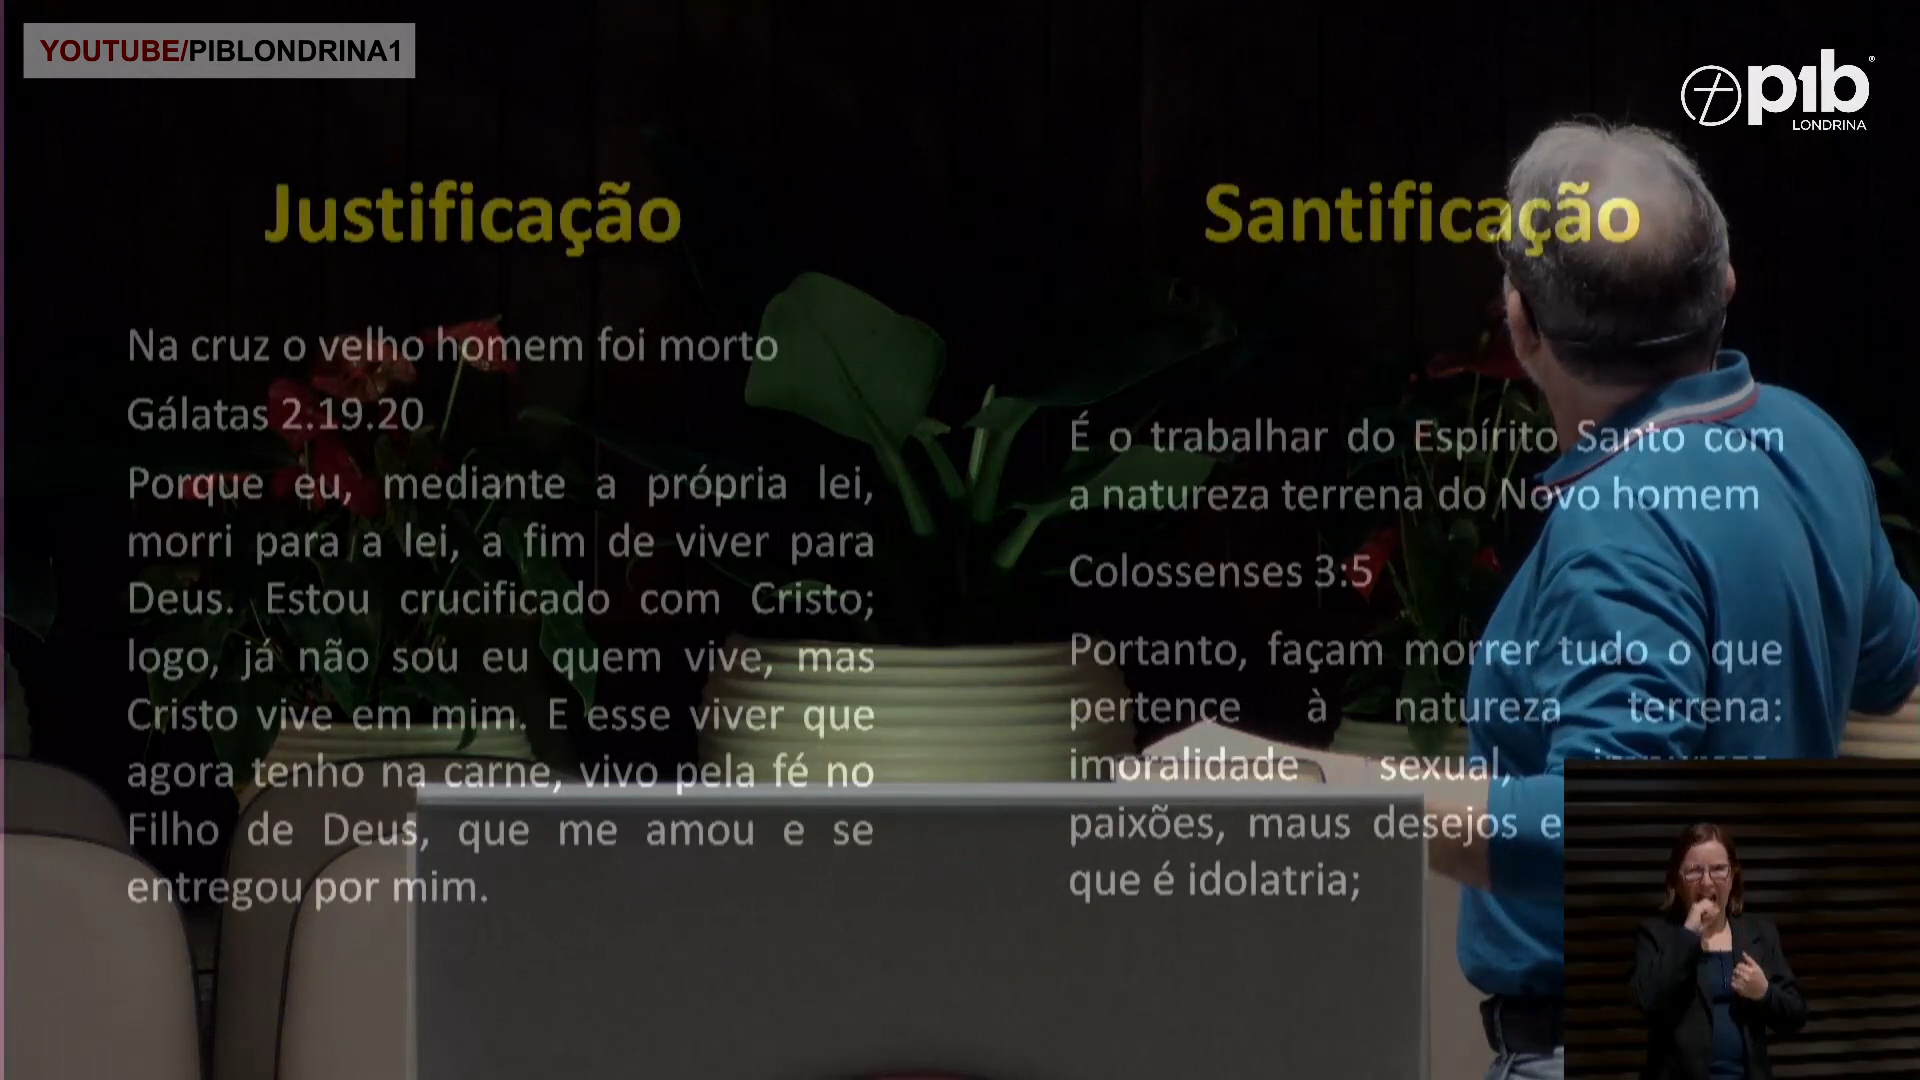 YOUTUBE/PIBLONDRINA1
pib
LONDRINA
Justificação
Na cruz o velho homem foi morto
Gálatas 2:19.20
Porque eu, mediante a própria lei,
morri para a lei, a fim de viver para
Deus. Estou crucificado com Cristo;
logo, já não sou eu quem vive, mas
Cristo vive em mim. E esse viver que
agora tenho na carne, vivo pela fé no
Filho de Deus, que me amou e se
entregou por mim.
Santificação
É o trabalhar do Espírito Santo com
a natureza terrena do Novo homem
Colossenses 3:5
Portanto, façam morrer tudo o que
pertence à natureza terrena:
imoralidade sexual,
paixões, maus desejos e
que é idolatria;